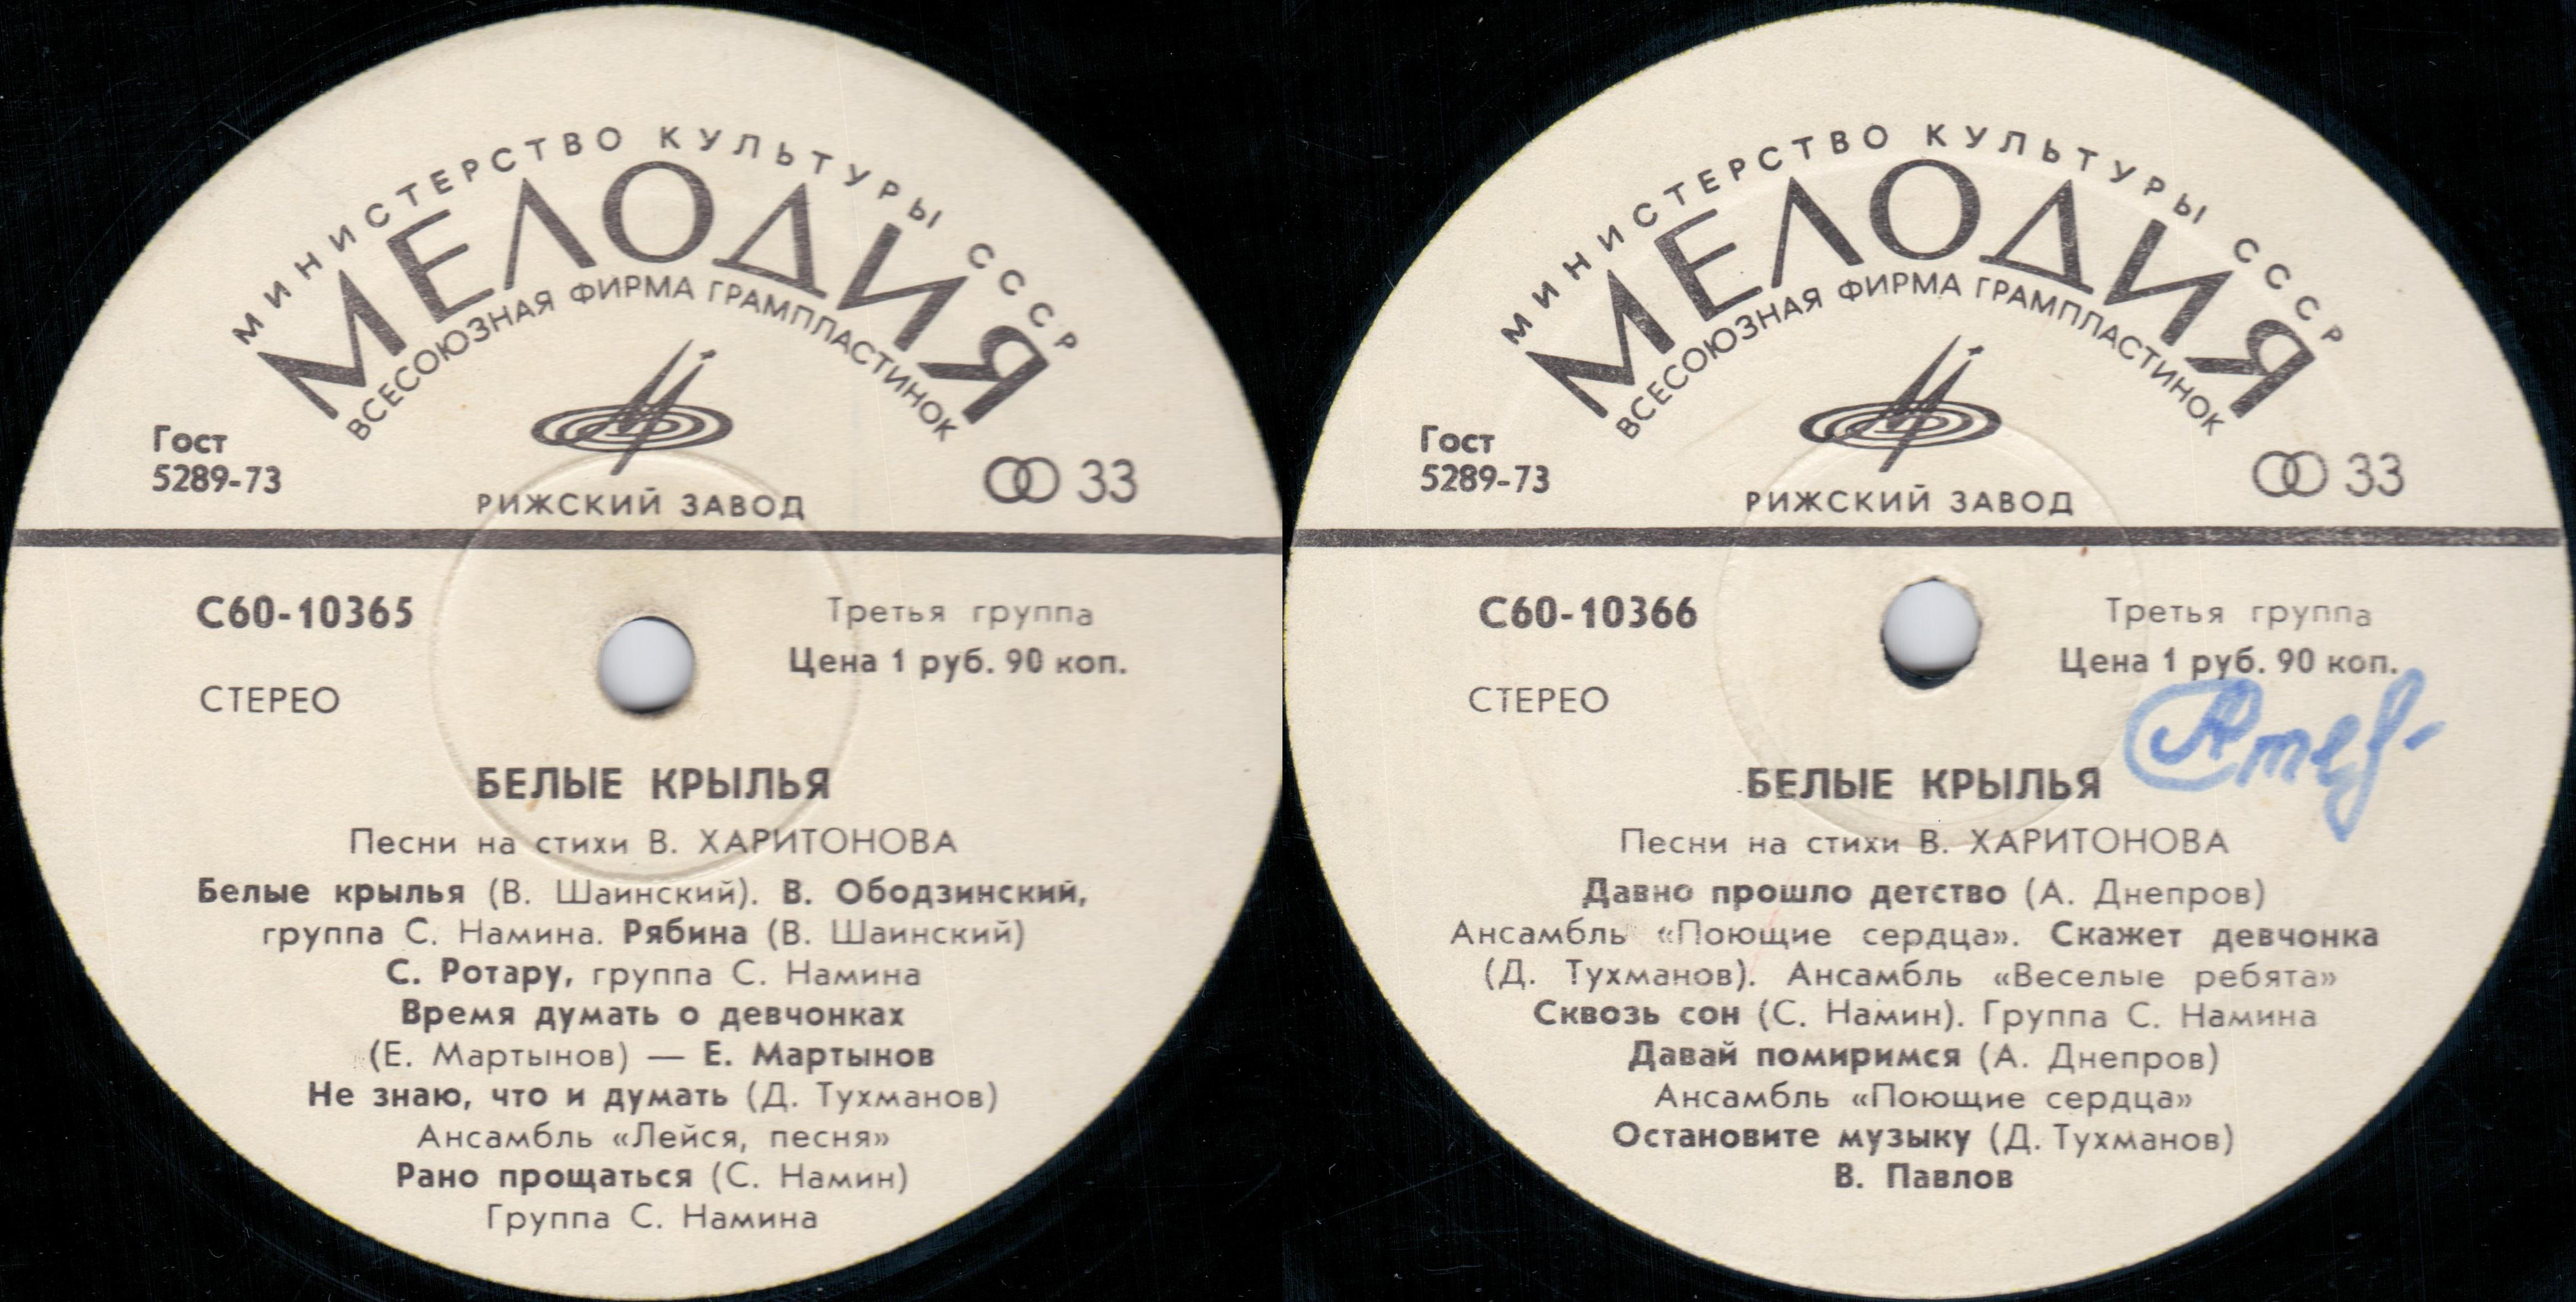 МИНИСТЕРСТВО КУЛЬТУРЫ СССР
МЕЛОДИЯ
ВСЕСОЮЗНАЯ ФИРМА ГРАМПЛАСТИНОК
Гост
5289-73
33
РИЖСКИЙ ЗАВОД
С60-10365
Третья группа
Цена 1 руб. 90 коп.
СТЕРЕО
БЕЛЫЕ КРЫЛЬЯ
Песни на стихи В. ХАРИТОНОВА
Белые крылья (В. Шаинский). В. Ободзинский,
группа С. Намина. Рябина (В. Шаинский)
С. Ротару, группа С. Намина
Время думать о девчонках
(Е. Мартынов) — Е. Мартынов
Не знаю, что и думать (Д. Тухманов)
Ансамбль «Лейся, песня»
Рано прощаться (С. Намин)
Группа С. Намина
МИНИСТЕРСТВО КУЛЬТУРЫ СССР
МЕЛОДИЯ
ВСЕСОЮЗНАЯ ФИРМА ГРАМПЛАСТИНОК
Гост
5289-73
33
РИЖСКИЙ ЗАВОД
С60-10366
Третья группа
Цена 1 руб. 90 коп.
СТЕРЕО
БЕЛЫЕ КРЫЛЬЯ
Песни на стихи В. ХАРИТОНОВА
Давно прошло детство (А. Днепров)
Ансамбль «Поющие сердца». Скажет девчонка
(Д. Тухманов). Ансамбль «Веселые ребята»
Сквозь сон (С. Намин). Группа С. Намина
Давай помиримся (А. Днепров)
Ансамбль «Поющие сердца»
Остановите музыку (Д. Тухманов)
В. Павлов